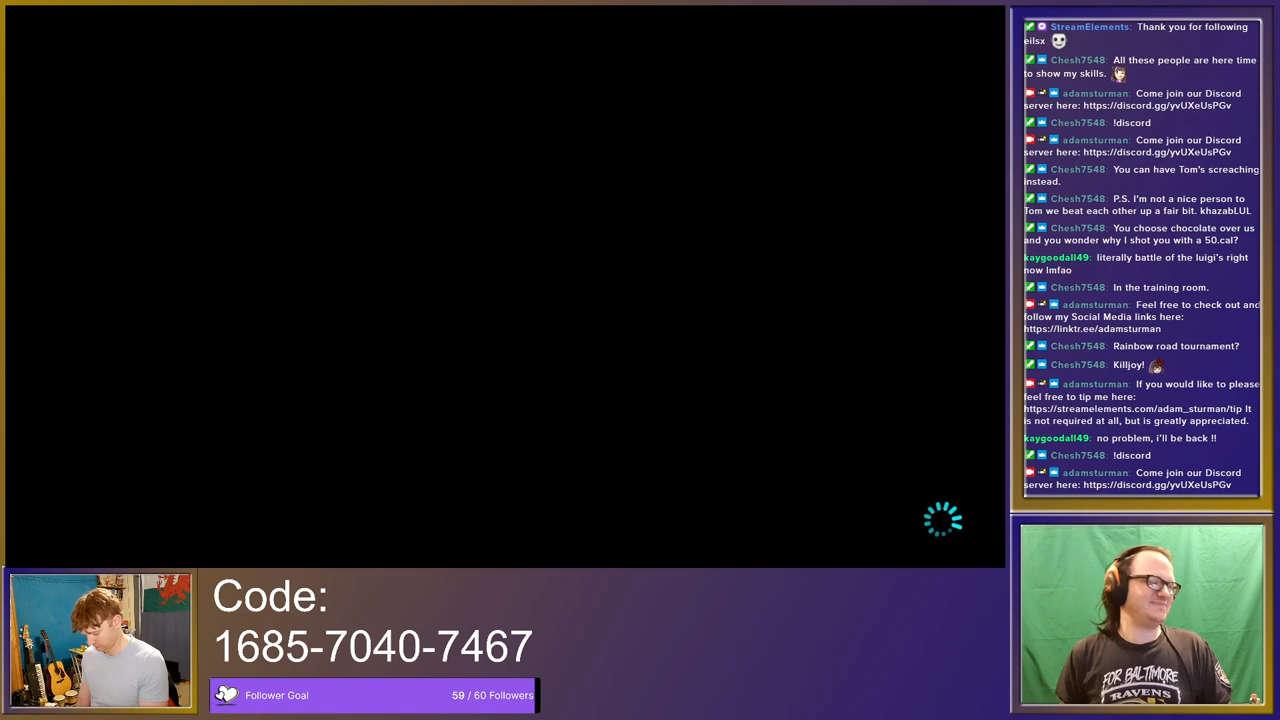 StreamElements: Thank you for following
eilsx
Chesh7548: All these people are here time
to show my skills.
adamsturman: Come join our Discord
server here: https://discord.gg/yvUXeUsPGv
Chesh7548: !discord
adamsturman: Come join our Discord
server here: https://discord.gg/yvUXeUsPGv
Chesh7548: You can have Tom's screaching
instead.
Chesh7548: P.S. I'm not a nice person to
Tom we beat each other up a fair bit. khazabLUL
Chesh7548: You choose chocolate over us
and you wonder why I shot you with a 50.cal?
kaygoodall49: literally battle of the luigi's right
now lmfao
Chesh7548: In the training room.
adamsturman: Feel free to check out and
follow my Social Media links here:
https://linktr.ee/adamsturman
Chesh7548: Rainbow road tournament?
Chesh7548: Killjoy!
adamsturman: If you would like to please
feel free to tip me here:
https://streamelements.com/adam_sturman/tip It
is not required at all, but is greatly appreciated.
kaygoodall49: no problem, i'll be back !!
Chesh7548: !discord
adamsturman: Come join our Discord
server here: https://discord.gg/yvUXeUsPGv
Code:
1685-7040-7467
Follower Goal 59 / 60 Followers
FOR BALTIMORE
RAVENS